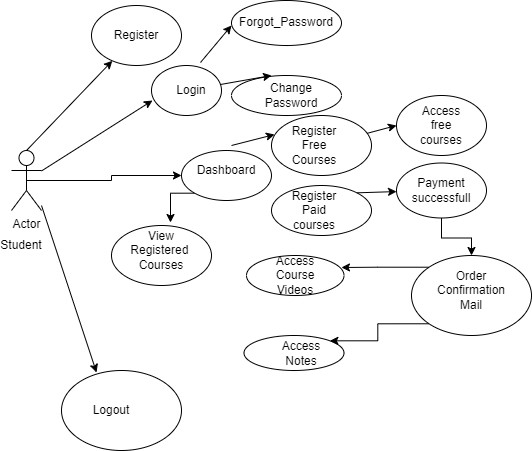 Forgot_Password
Register
Login
Change
Password
Access
free
courses
Register
Free
Courses
Dashboard
Payment
successfull
Register
Paid
courses
Actor
Student
View
Registered
Courses
Access
Course
Videos
Order
Confirmation
Mail
Access
Notes
Logout